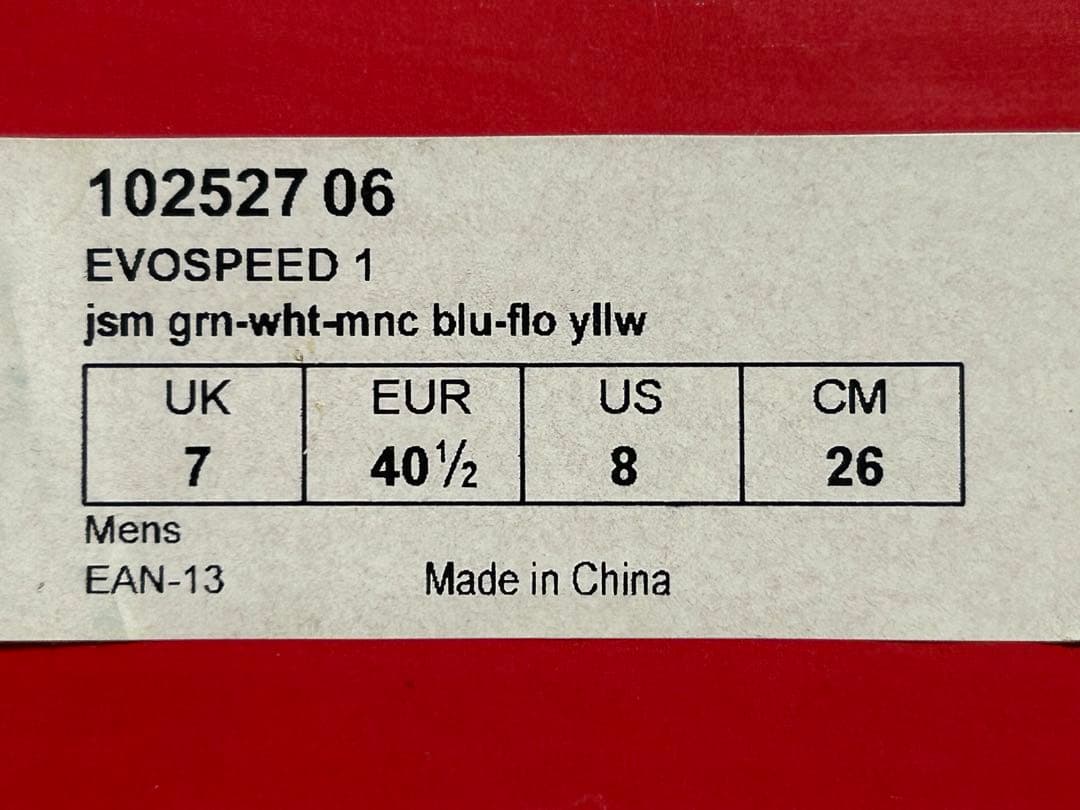 102527 06
EVOSPEED 1
jsm grn-wht-mnc blu-flo yllw
UK EUR US CM
7 40½ 8 26
Mens
EAN-13 Made in China